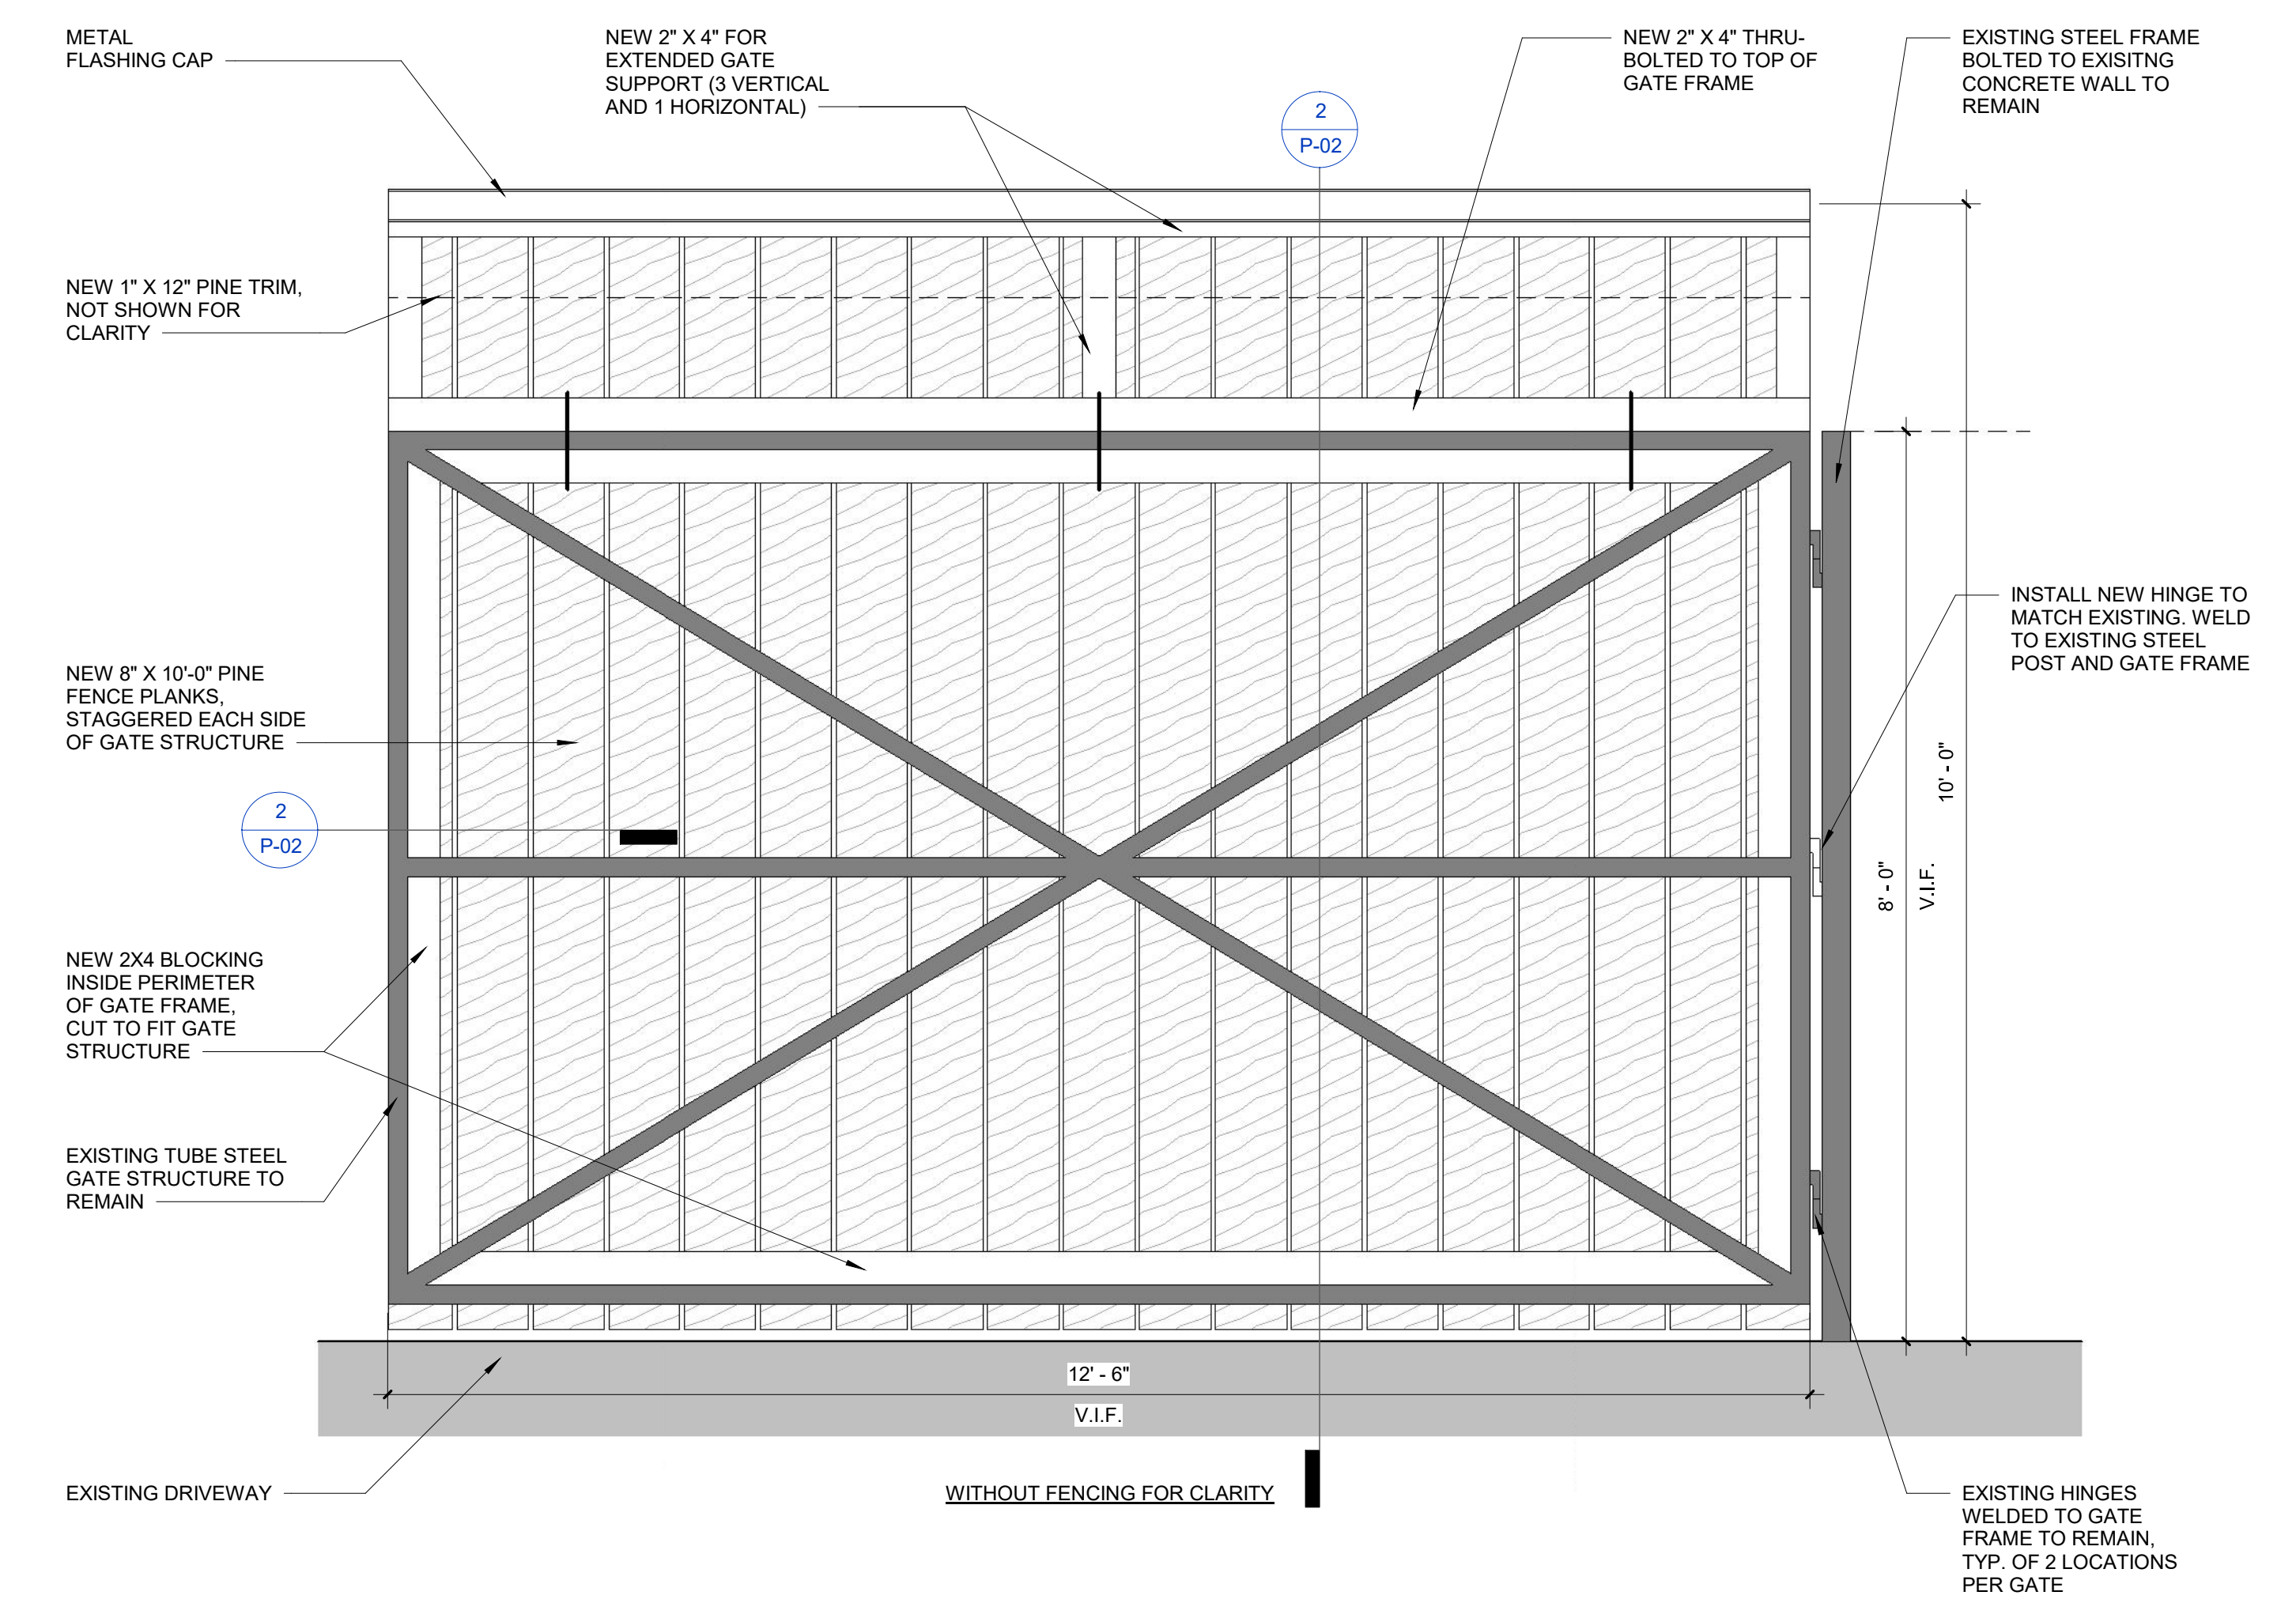 METAL
FLASHING CAP
NEW 2" X 4" FOR
EXTENDED GATE
SUPPORT (3 VERTICAL
AND 1 HORIZONTAL)
2
P-02
NEW 2" X 4" THRU-
BOLTED TO TOP OF
GATE FRAME
EXISTING STEEL FRAME
BOLTED TO EXISITNG
CONCRETE WALL TO
REMAIN
NEW 1" X 12" PINE TRIM,
NOT SHOWN FOR
CLARITY
INSTALL NEW HINGE TO
MATCH EXISTING. WELD
TO EXISTING STEEL
POST AND GATE FRAME
NEW 8" X 10'-0" PINE
FENCE PLANKS,
STAGGERED EACH SIDE
OF GATE STRUCTURE
2
P-02
10' - 0"
8' - 0"
V.I.F.
NEW 2X4 BLOCKING
INSIDE PERIMETER
OF GATE FRAME,
CUT TO FIT GATE
STRUCTURE
EXISTING TUBE STEEL
GATE STRUCTURE TO
REMAIN
12' - 6"
V.I.F.
EXISTING DRIVEWAY
WITHOUT FENCING FOR CLARITY
EXISTING HINGES
WELDED TO GATE
FRAME TO REMAIN,
TYP. OF 2 LOCATIONS
PER GATE